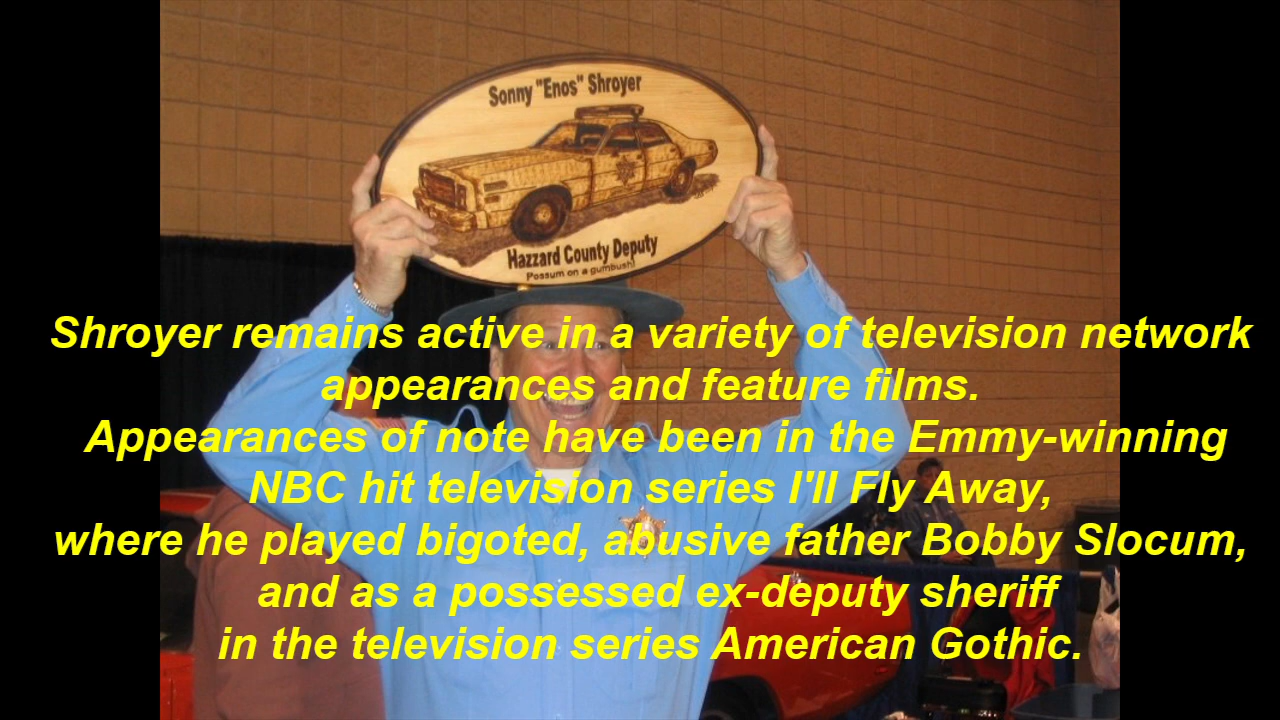 Sonny "Enos" Shroyer
Hazzard County Deputy
Possum on a gumbush!
Shroyer remains active in a variety of television network
appearances and feature films.
Appearances of note have been in the Emmy-winning
NBC hit television series I'll Fly Away,
where he played bigoted, abusive father Bobby Slocum,
and as a possessed ex-deputy sheriff
in the television series American Gothic.